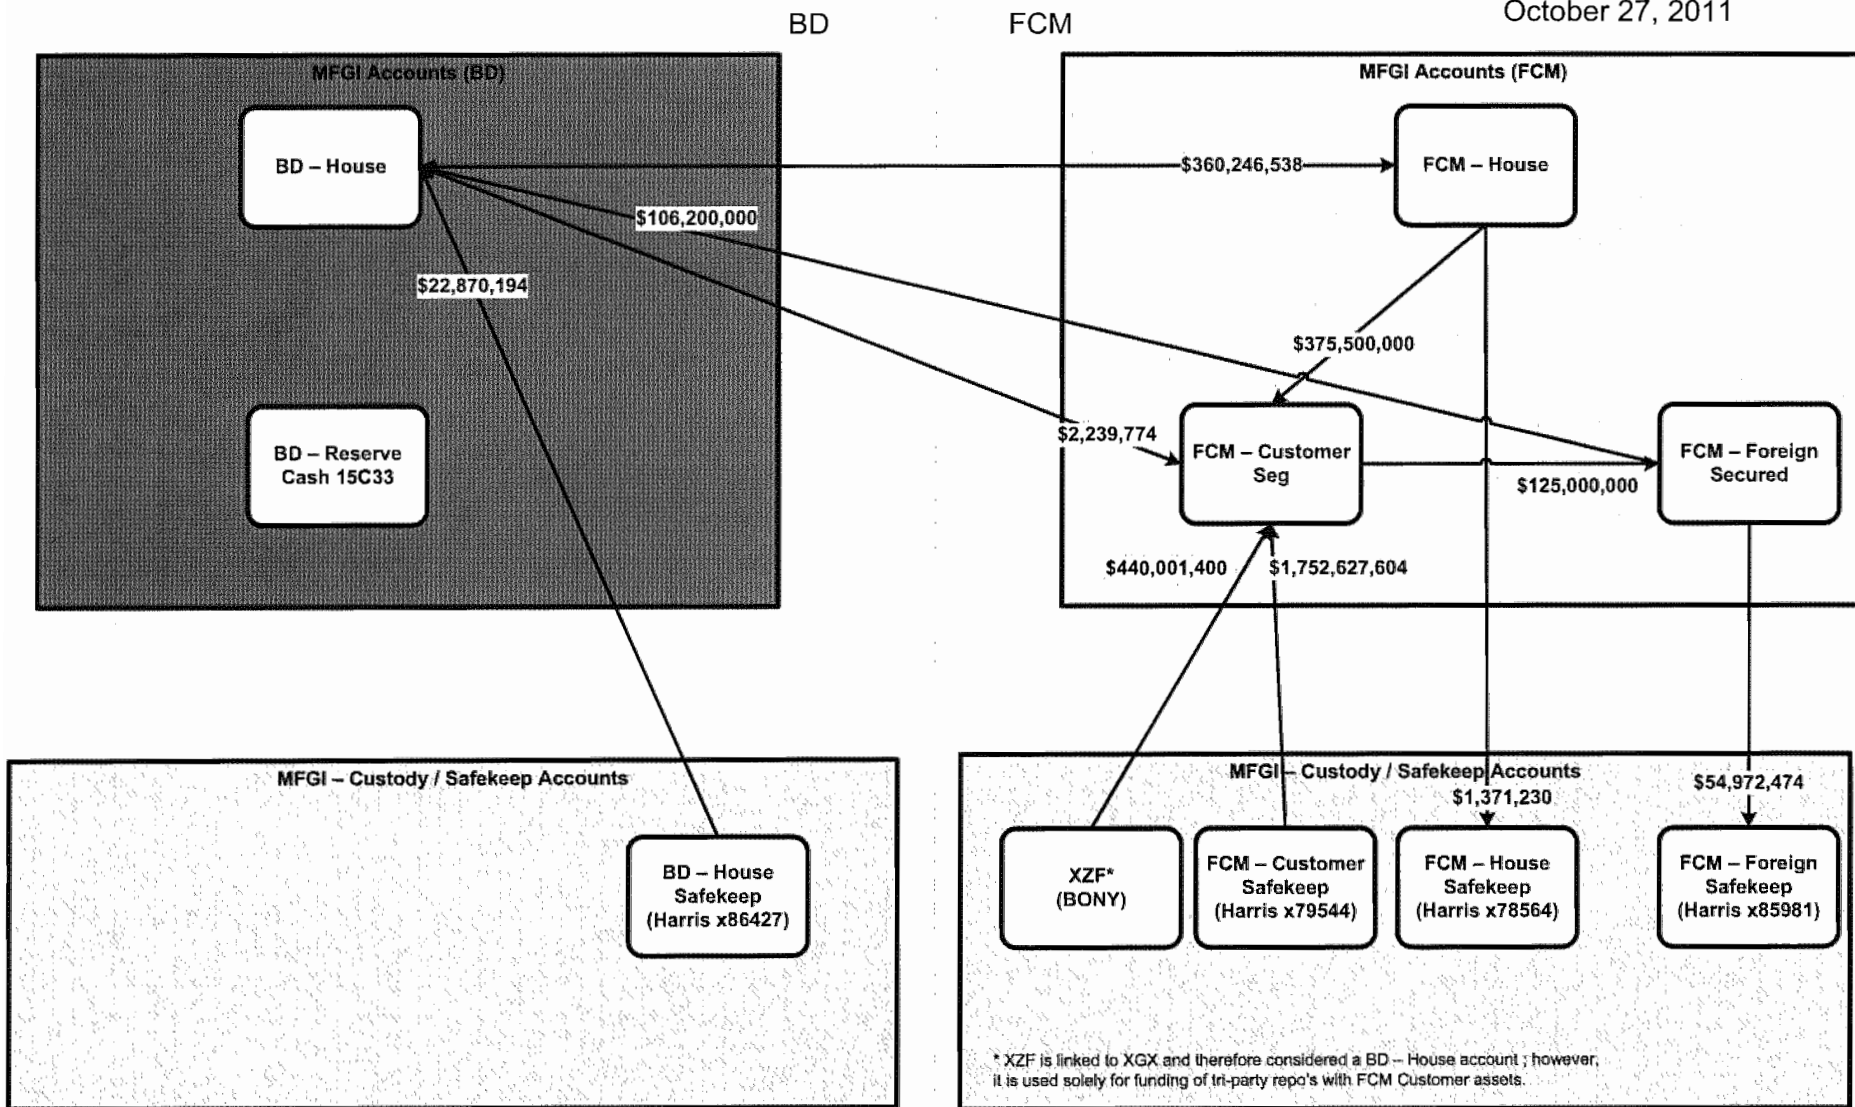 BD
FCM
October 27, 2011
MFGI Accounts (BD)
MFGI Accounts (FCM)
BD – House
$360,246,538
FCM – House
$106,200,000
$22,870,194
$375,500,000
BD – Reserve
Cash 15C33
$2,239,774
FCM – Customer
Seg
FCM – Foreign
Secured
$125,000,000
$440,001,400
$1,752,627,604
MFGI – Custody / Safekeep Accounts
MFGI – Custody / Safekeep Accounts
$1,371,230
$54,972,474
BD – House
Safekeep
(Harris x86427)
XZF*
(BONY)
FCM – Customer
Safekeep
(Harris x79544)
FCM – House
Safekeep
(Harris x78564)
FCM – Foreign
Safekeep
(Harris x85981)
* XZF is linked to XGX and therefore considered a BD – House account ; however,
it is used solely for funding of tri-party repo's with FCM Customer assets.